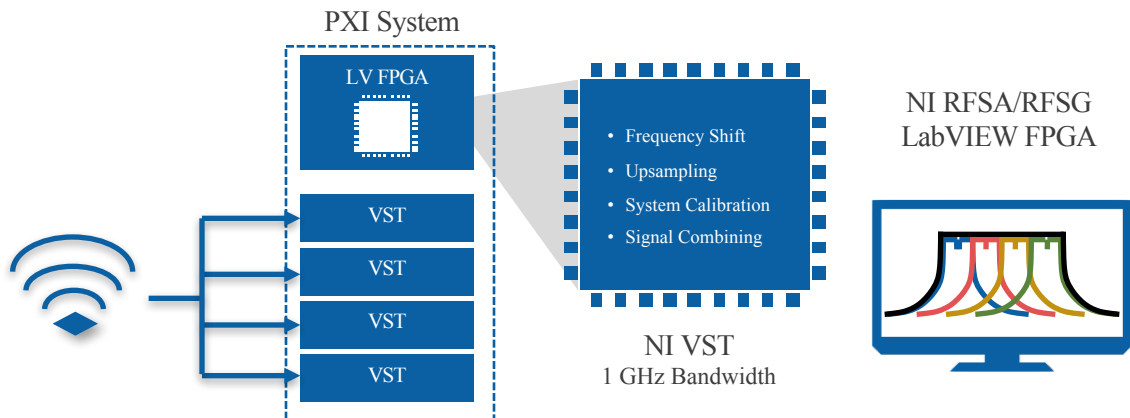 PXI System
LV FPGA
VST
VST
VST
VST
• Frequency Shift
• Upsampling
• System Calibration
• Signal Combining
NI VST
1 GHz Bandwidth
NI RFSA/RFSG
LabVIEW FPGA